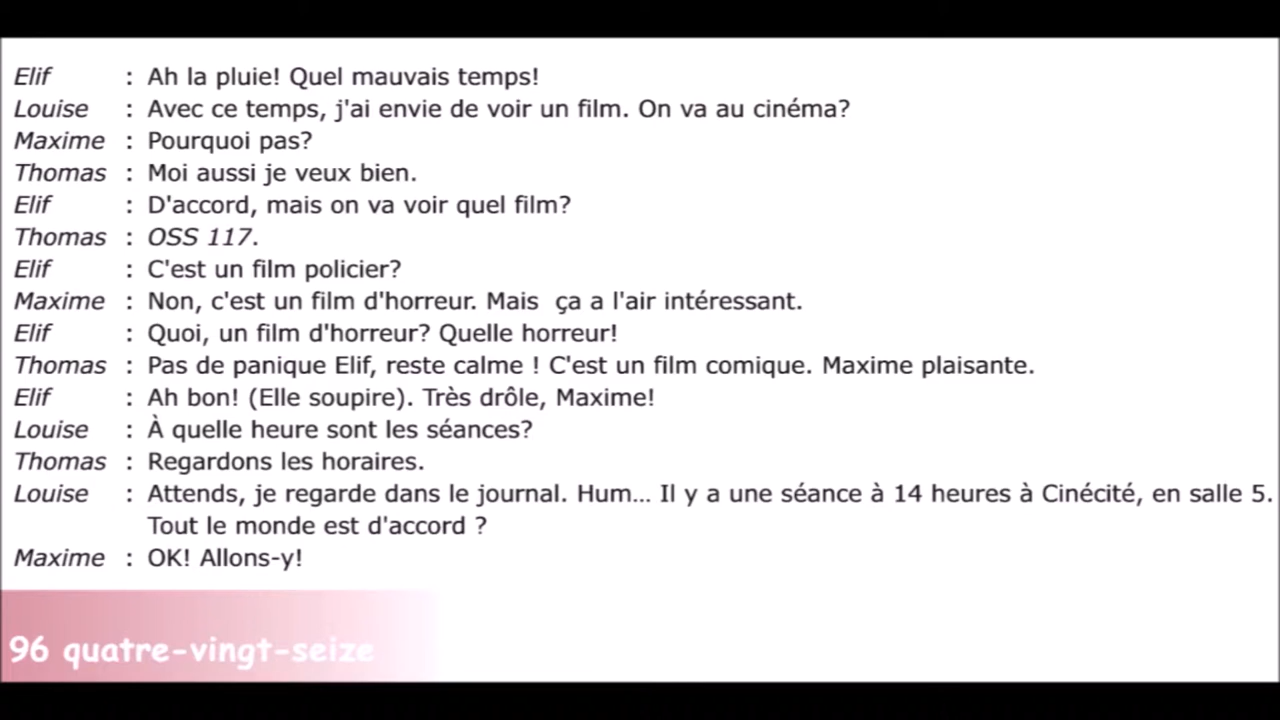 Elif : Ah la pluie! Quel mauvais temps!
Louise : Avec ce temps, j'ai envie de voir un film. On va au cinéma?
Maxime : Pourquoi pas?
Thomas : Moi aussi je veux bien.
Elif : D'accord, mais on va voir quel film?
Thomas : OSS 117.
Elif : C'est un film policier?
Maxime : Non, c'est un film d'horreur. Mais ça a l'air intéressant.
Elif : Quoi, un film d'horreur? Quelle horreur!
Thomas : Pas de panique Elif, reste calme ! C'est un film comique. Maxime plaisante.
Elif : Ah bon! (Elle soupire). Très drôle, Maxime!
Louise : À quelle heure sont les séances?
Thomas : Regardons les horaires.
Louise : Attends, je regarde dans le journal. Hum... Il y a une séance à 14 heures à Cinécité, en salle 5.
Tout le monde est d'accord ?
Maxime : OK! Allons-y!
96 quatre-vingt-seize